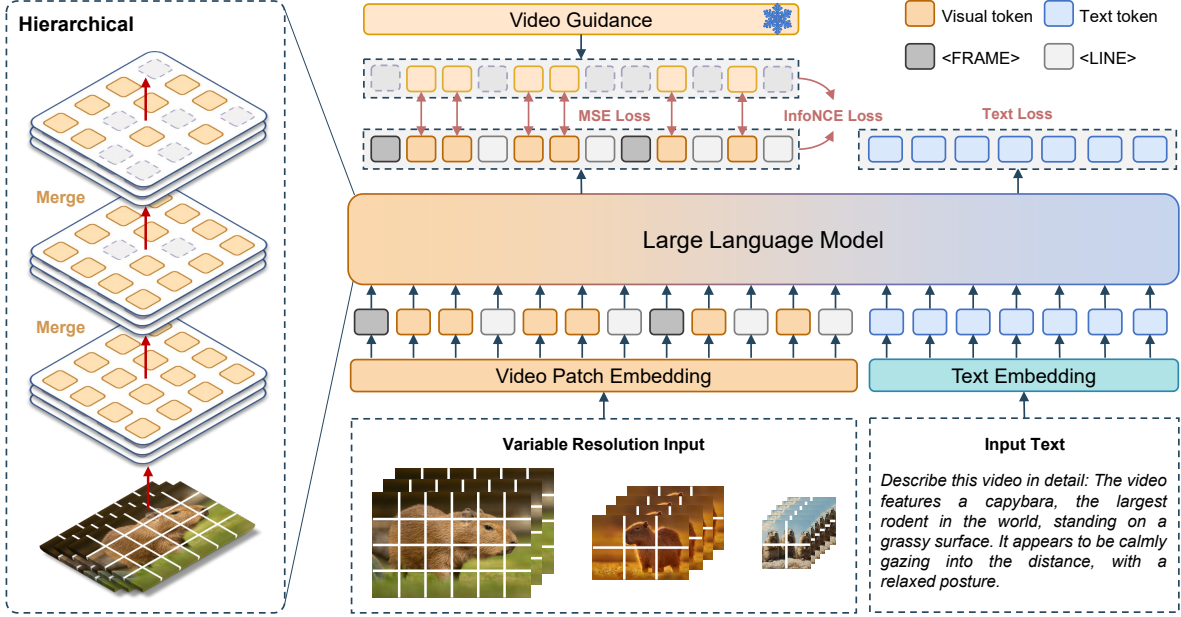 Hierarchical
Merge
Merge
Video Guidance
Visual token
Text token
<FRAME>
<LINE>
MSE Loss
InfoNCE Loss
Text Loss
Large Language Model
Video Patch Embedding
Text Embedding
Variable Resolution Input
Input Text
Describe this video in detail: The video
features a capybara, the largest
rodent in the world, standing on a
grassy surface. It appears to be calmly
gazing into the distance, with a
relaxed posture.